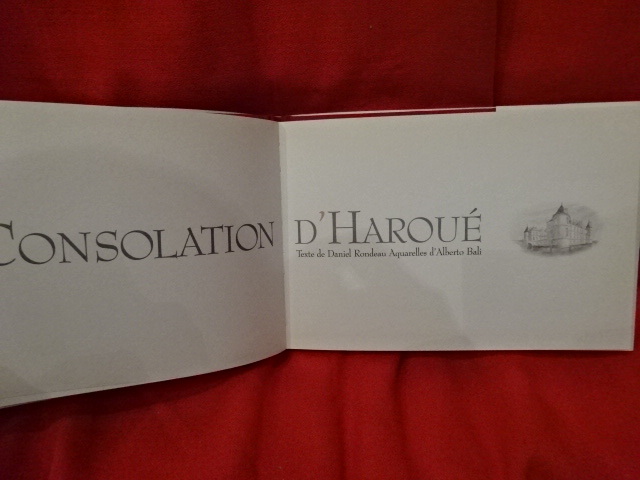 CONSOLATION D'HAROUÉ
Texte de Daniel Rondeau Aquarelles d'Alberto Bali